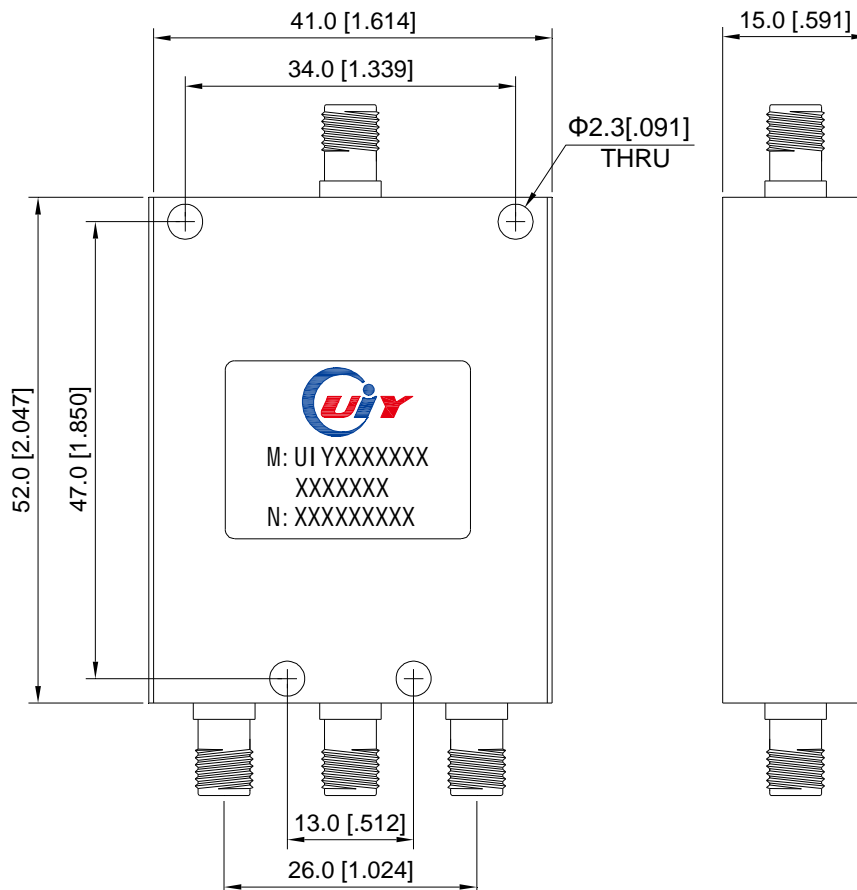 41.0 [1.614]
15.0 [.591]
34.0 [1.339]
Φ2.3[.091]
THRU
52.0 [2.047]
47.0 [1.850]
UiY
M: UIYXXXXXXX
XXXXXXX
N: XXXXXXXXX
13.0 [.512]
26.0 [1.024]